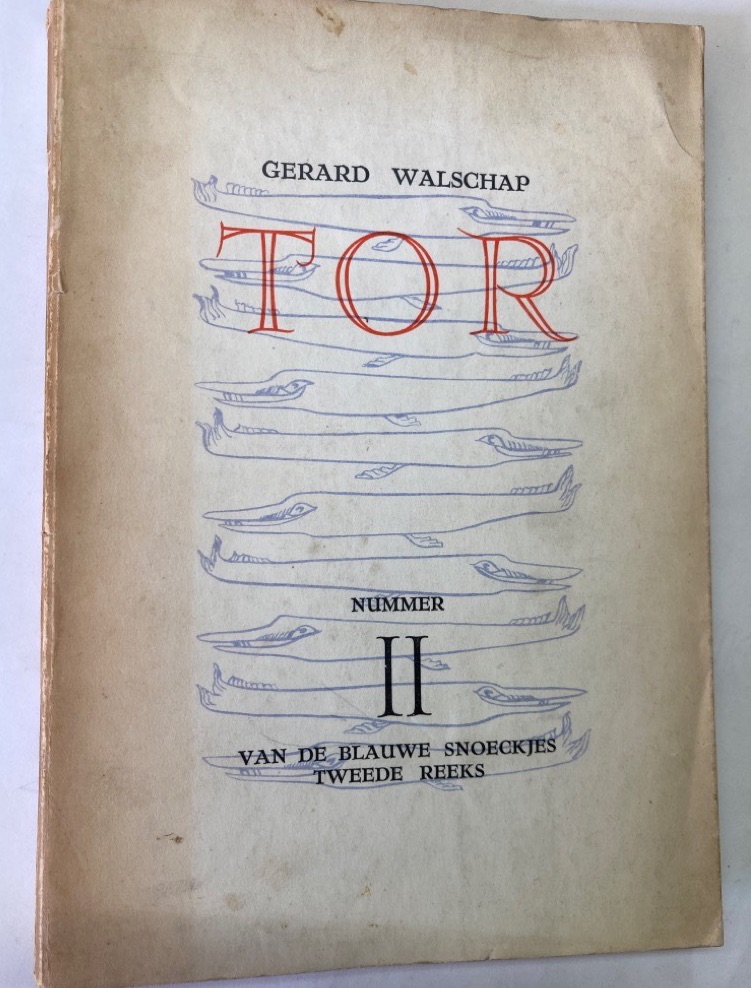 GERARD WALSCHAP
TOR
NUMMER
II
VAN DE BLAUWE SNOECKJES
TWEEDE REEKS